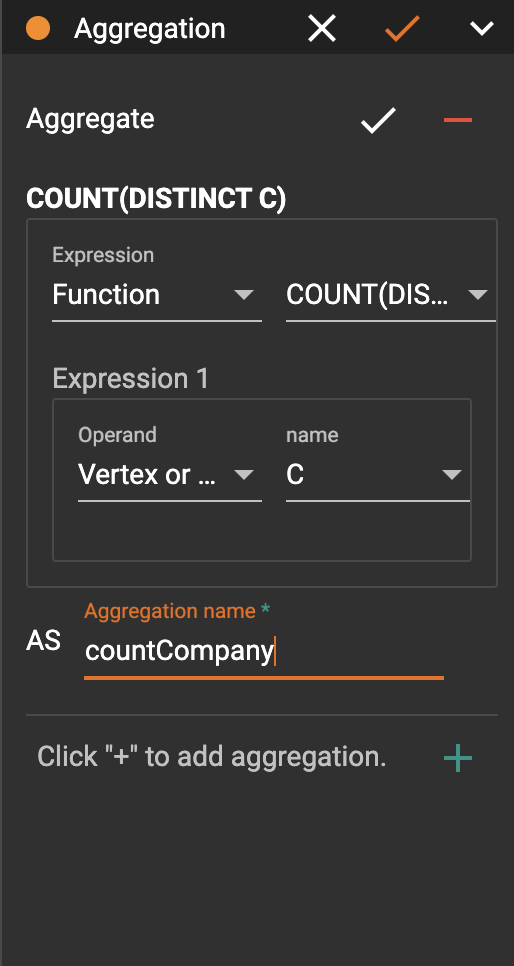 Aggregation
Aggregate
COUNT(DISTINCT C)
Expression
Function COUNT(DIS...
Expression 1
Operand name
Vertex or ... C
Aggregation name *
AS countCompany
Click "+" to add aggregation.